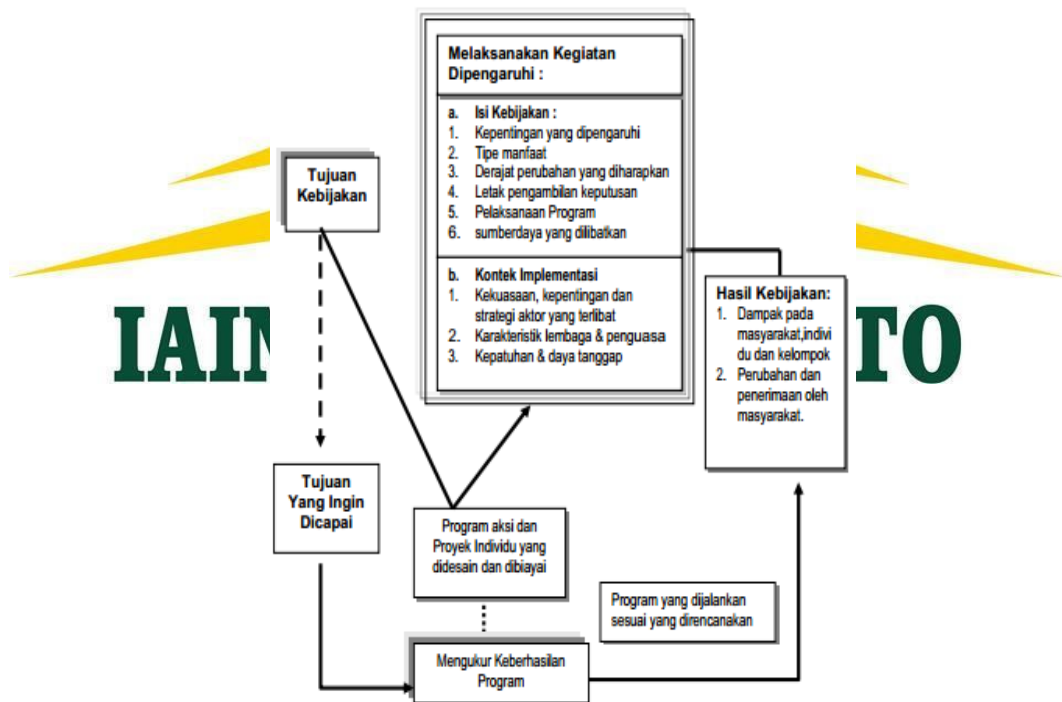 Melaksanakan Kegiatan
Dipengaruhi :
a. Isi Kebijakan :
1. Kepentingan yang dipengaruhi
2. Tipe manfaat
3. Derajat perubahan yang diharapkan
4. Letak pengambilan keputusan
5. Pelaksanaan Program
6. sumberdaya yang dilibatkan
b. Kontek Implementasi
1. Kekuasaan, kepentingan dan
strategi aktor yang terlibat
2. Karakteristik lembaga & penguasa
3. Kepatuhan & daya tanggap
Tujuan
Kebijakan
Hasil Kebijakan:
1. Dampak pada
masyarakat,indivi
du dan kelompok
2. Perubahan dan
penerimaan oleh
masyarakat.
IAIN TO
Tujuan
Yang Ingin
Dicapai
Program aksi dan
Proyek Individu yang
didesain dan dibiayai
Program yang dijalankan
sesuai yang direncanakan
Mengukur Keberhasilan
Program